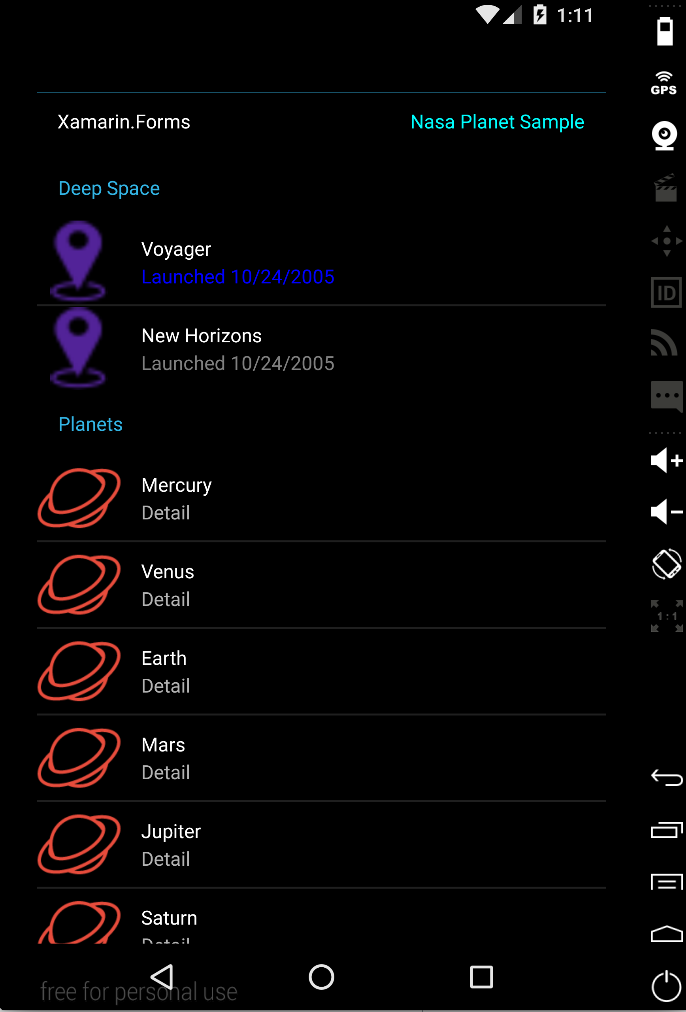 1:11
GPS
Xamarin.Forms Nasa Planet Sample
Deep Space
Voyager
Launched 10/24/2005
ID
New Horizons
Launched 10/24/2005
Planets
Mercury
Detail
Venus
Detail
1:1
Earth
Detail
Mars
Detail
Jupiter
Detail
Saturn
Detail
free for personal use